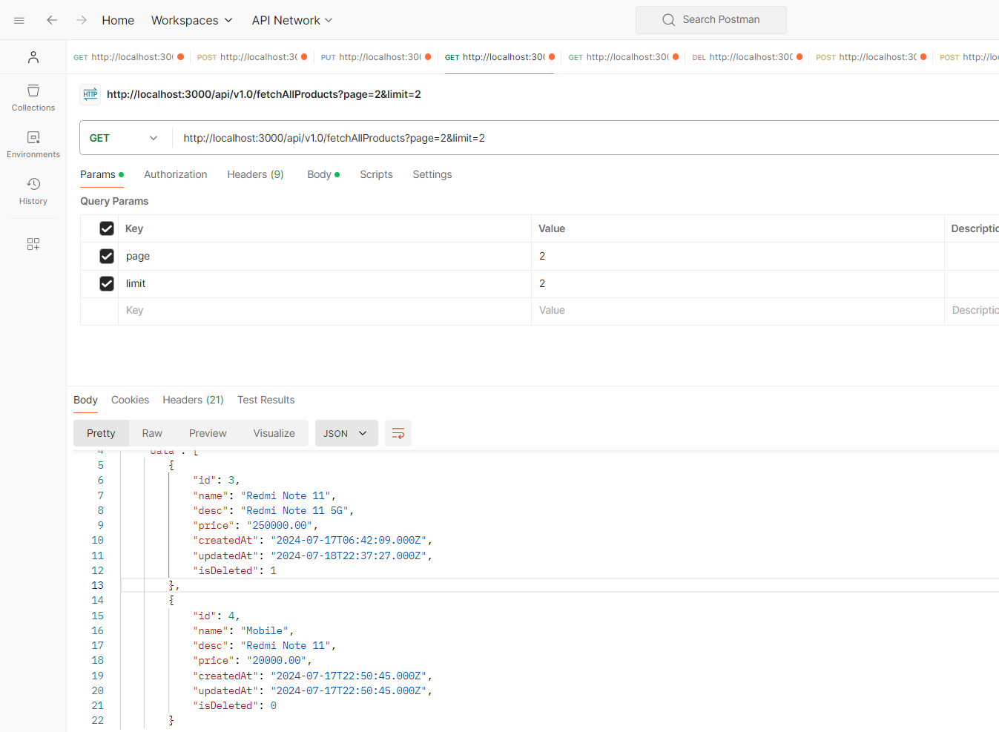 Home Workspaces API Network Search Postman
GET http://localhost:30( POST http://localhost:3( PUT http://localhost:30( GET http://localhost:30( GET http://localhost:30( DEL http://localhost:300 POST http://localhost:3( POST http://lo
HTTP http://localhost:3000/api/v1.0/fetchAllProducts?page=2&limit=2
Collections
Environments
History
GET http://localhost:3000/api/v1.0/fetchAllProducts?page=2&limit=2
Params Authorization Headers (9) Body Scripts Settings
Query Params
Key Value Descriptio
page 2
limit 2
Key Value Descriptio
Body Cookies Headers (21) Test Results
Pretty Raw Preview Visualize JSON
4 "data": [
5 {
6 "id": 3,
7 "name": "Redmi Note 11",
8 "desc": "Redmi Note 11 5G",
9 "price": "250000.00",
10 "createdAt": "2024-07-17T06:42:09.000Z",
11 "updatedAt": "2024-07-18T22:37:27.000Z",
12 "isDeleted": 1
13 },
14 {
15 "id": 4,
16 "name": "Mobile",
17 "desc": "Redmi Note 11",
18 "price": "20000.00",
19 "createdAt": "2024-07-17T22:50:45.000Z",
20 "updatedAt": "2024-07-17T22:50:45.000Z",
21 "isDeleted": 0
22 }